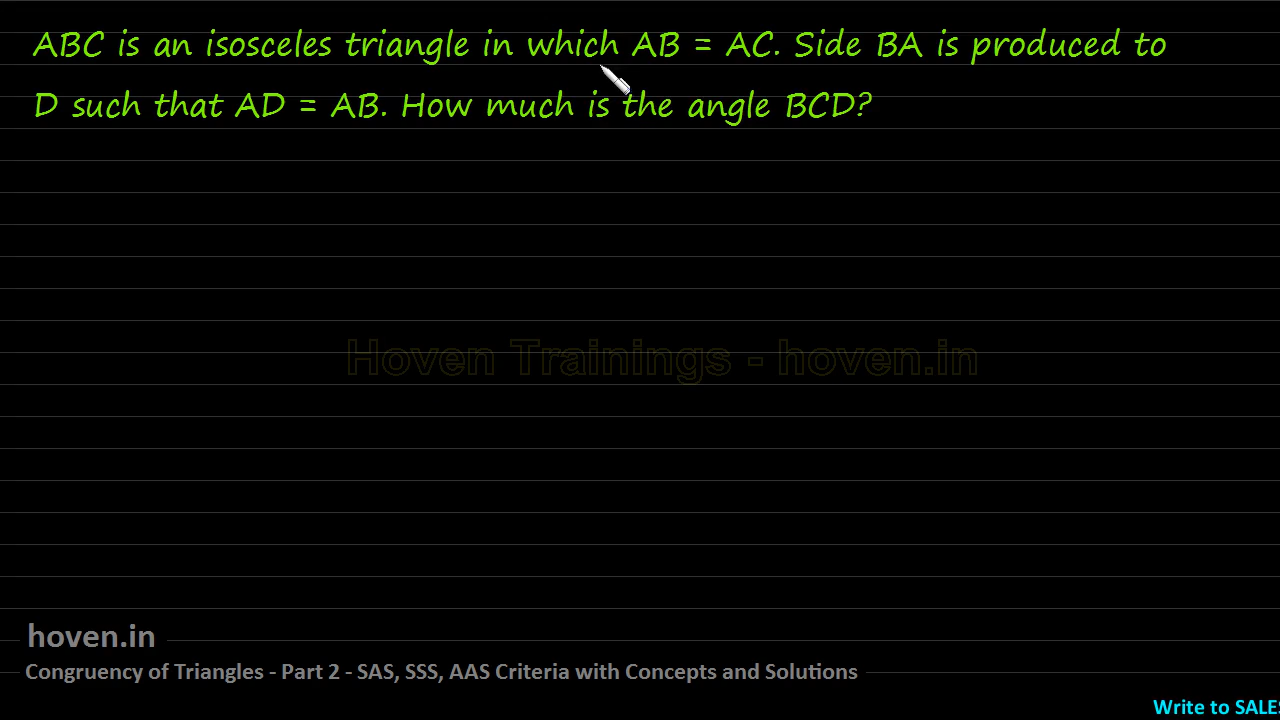 ABC is an isosceles triangle in which AB = AC. Side BA is produced to
D such that AD = AB. How much is the angle BCD?
Hoven Trainings - hoven.in
hoven.in
Congruency of Triangles - Part 2 - SAS, SSS, AAS Criteria with Concepts and Solutions
Write to SALE